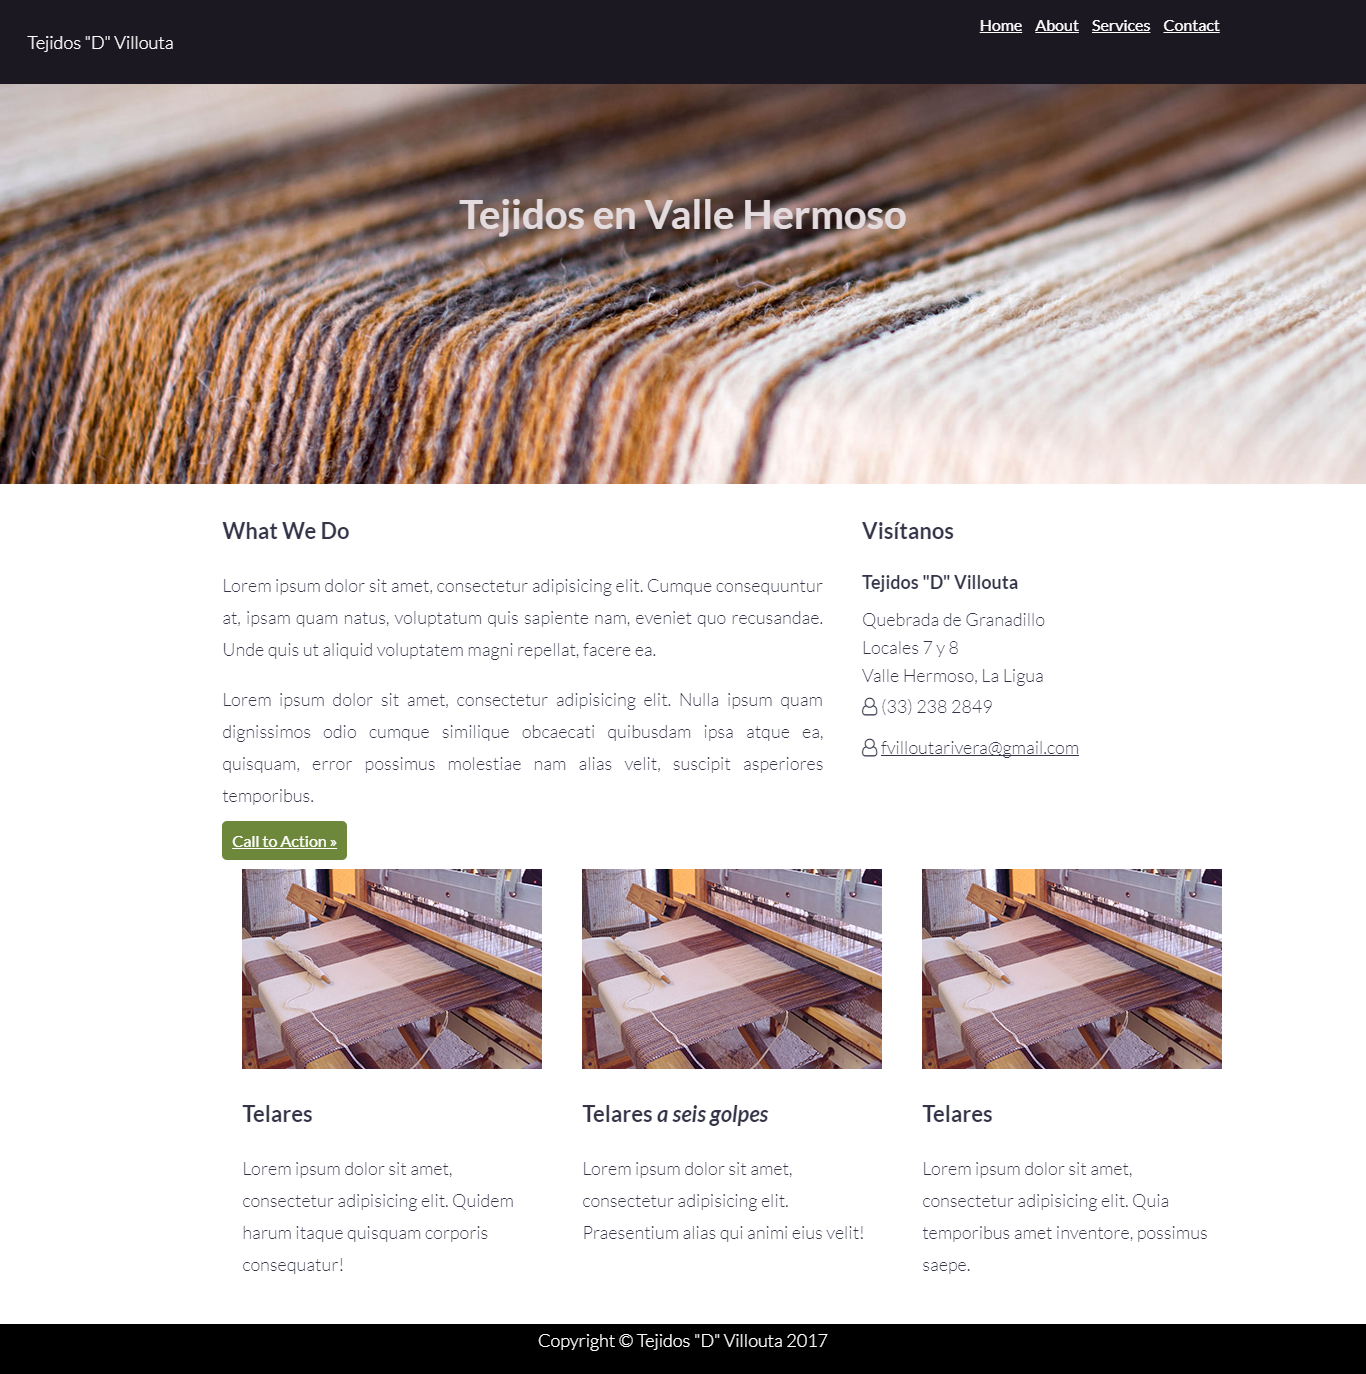 Tejidos "D" Villouta
Home About Services Contact
Tejidos en Valle Hermoso
What We Do
Lorem ipsum dolor sit amet, consectetur adipisicing elit. Cumque consequuntur
at, ipsam quam natus, voluptatum quis sapiente nam, eveniet quo recusandae.
Unde quis ut aliquid voluptatem magni repellat, facere ea.
Lorem ipsum dolor sit amet, consectetur adipisicing elit. Nulla ipsum quam
dignissimos odio cumque similique obcaecati quibusdam ipsa atque ea,
quisquam, error possimus molestiae nam alias velit, suscipit asperiores
temporibus.
Call to Action »
Visítanos
Tejidos "D" Villouta
Quebrada de Granadillo
Locales 7 y 8
Valle Hermoso, La Ligua
(33) 238 2849
fvilloutarivera@gmail.com
Telares
Lorem ipsum dolor sit amet,
consectetur adipisicing elit. Quidem
harum itaque quisquam corporis
consequatur!
Telares a seis golpes
Lorem ipsum dolor sit amet,
consectetur adipisicing elit.
Praesentium alias qui animi eius velit!
Telares
Lorem ipsum dolor sit amet,
consectetur adipisicing elit. Quia
temporibus amet inventore, possimus
saepe.
Copyright © Tejidos "D" Villouta 2017